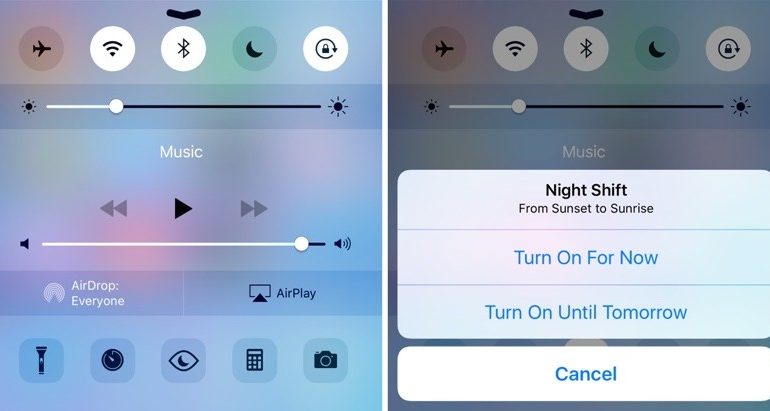 Music
AirDrop:
Everyone
AirPlay
Music
Night Shift
From Sunset to Sunrise
Turn On For Now
Turn On Until Tomorrow
Cancel